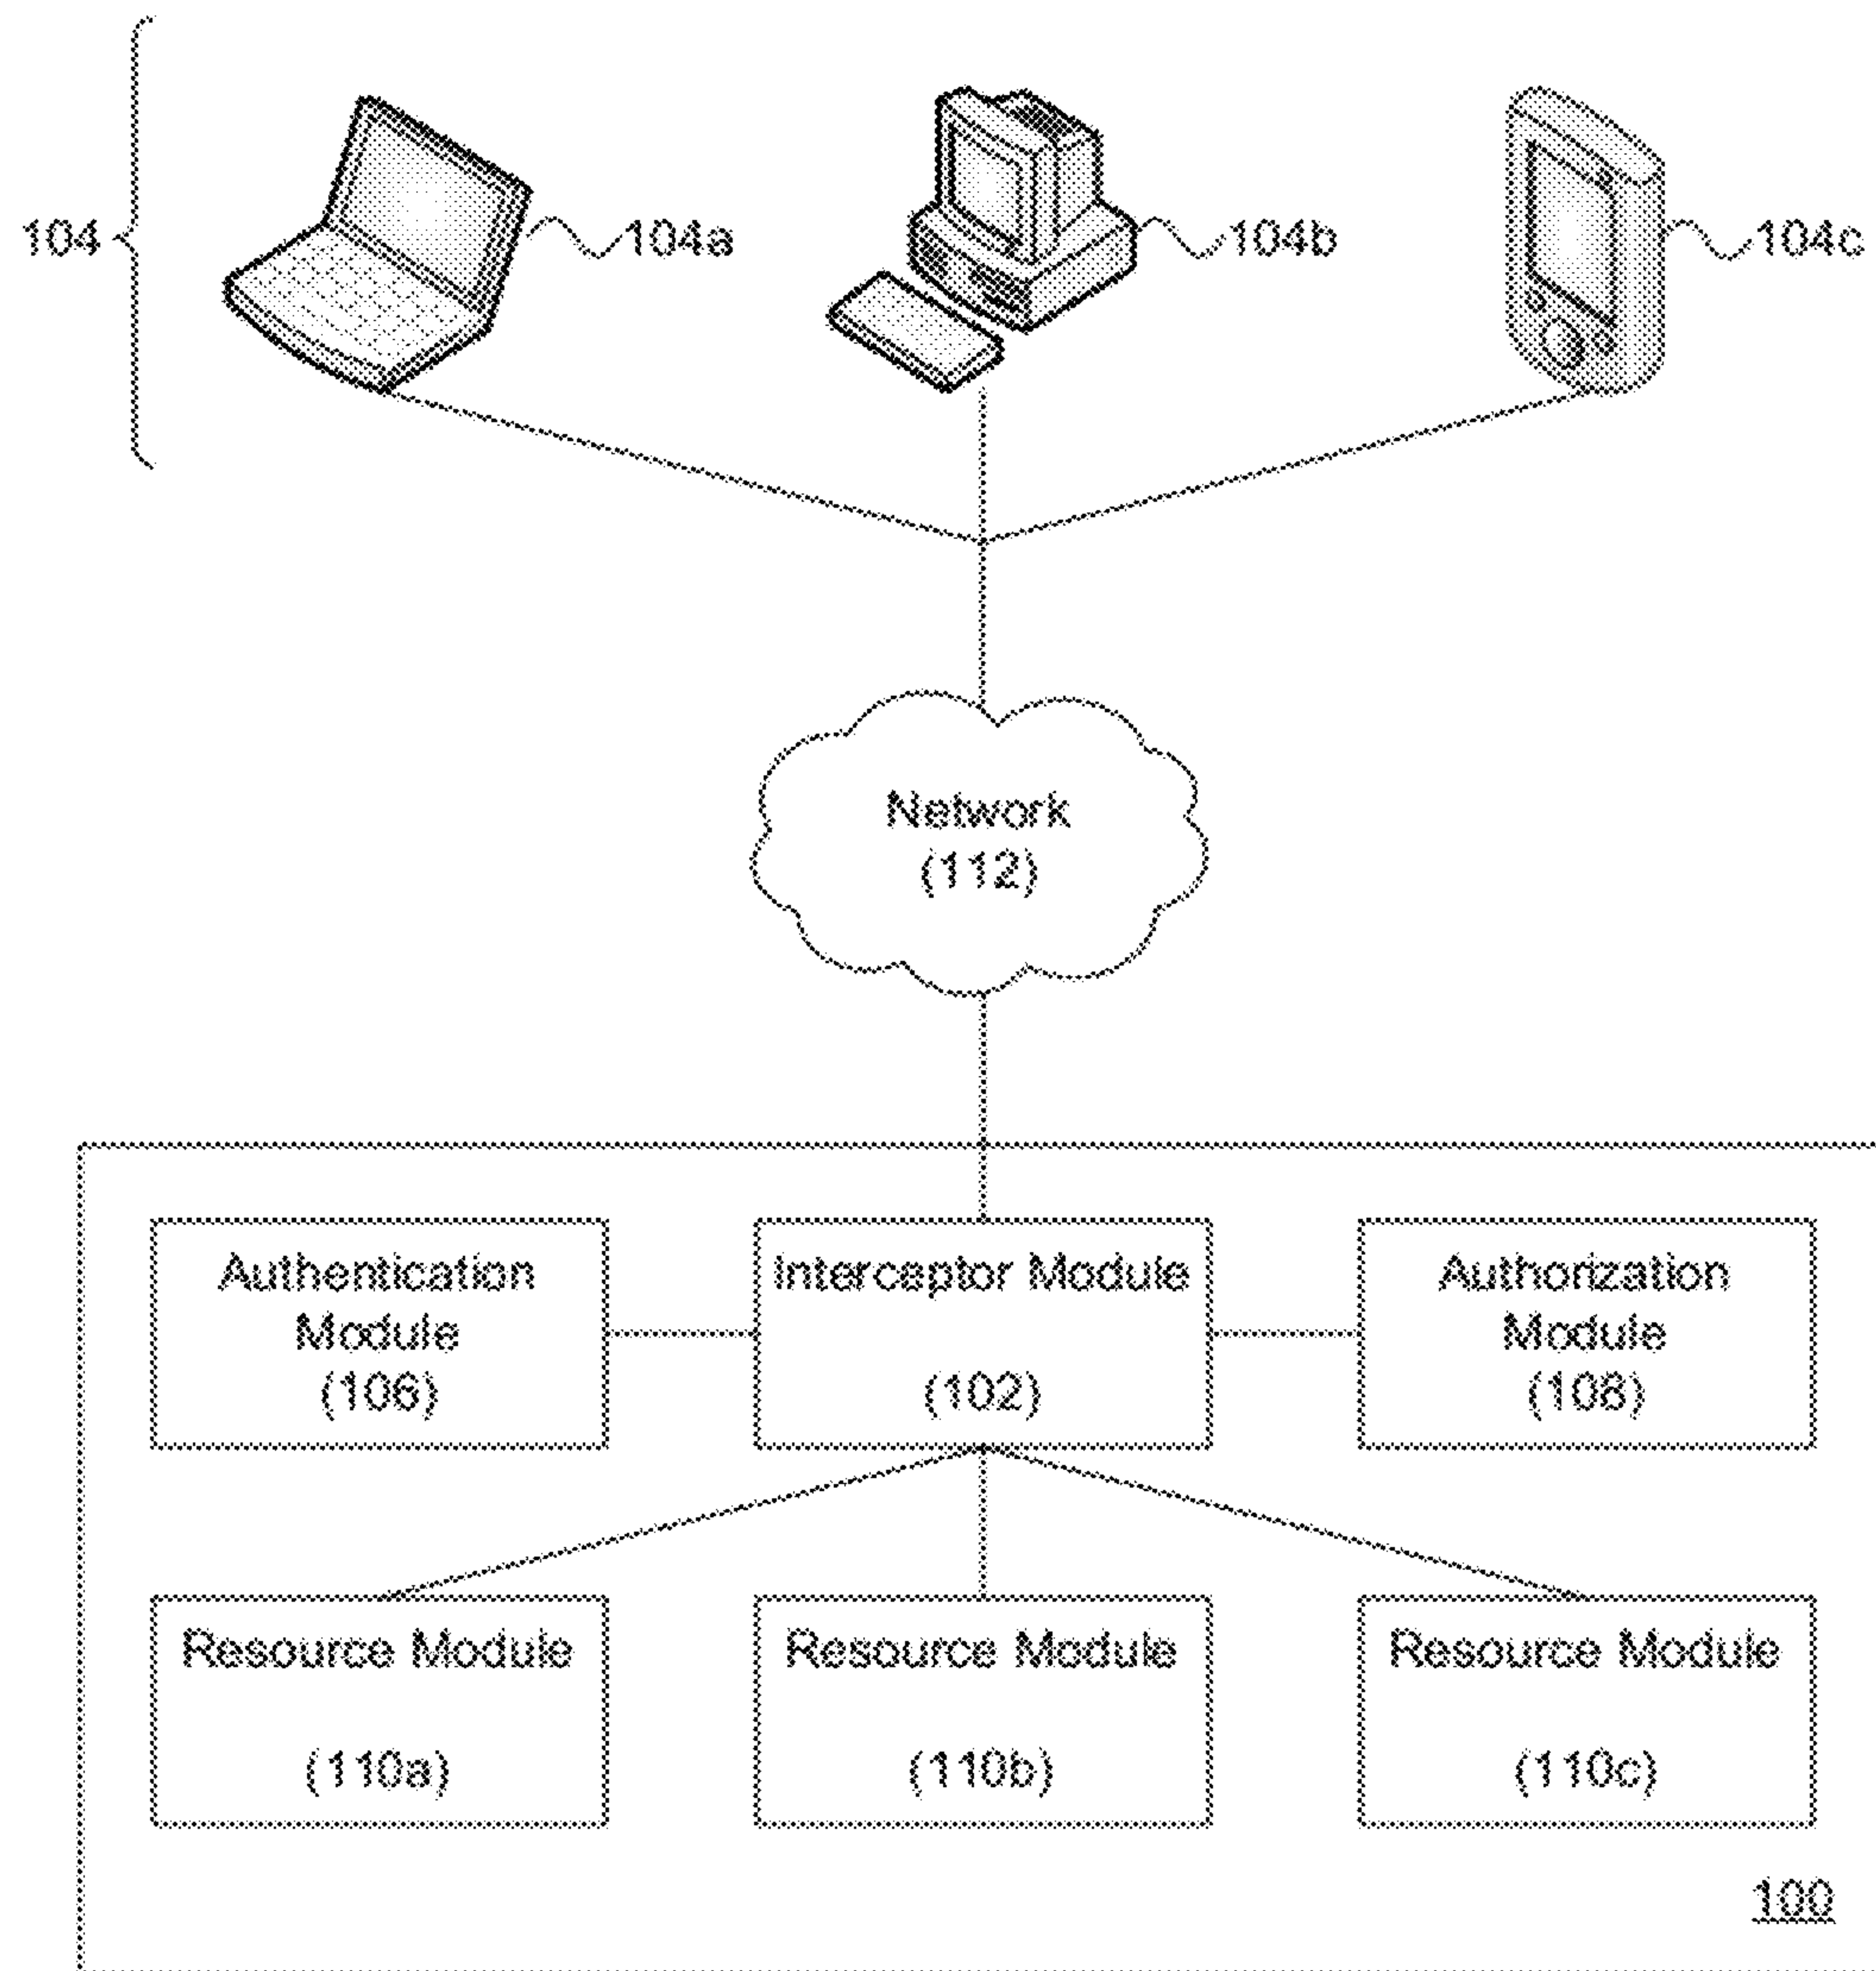 104
104a
104b
104c
Network
(112)
Authentication
Module
(106)
Interceptor Module
(102)
Authorization
Module
(108)
Resource Module
(110a)
Resource Module
(110b)
Resource Module
(110c)
100